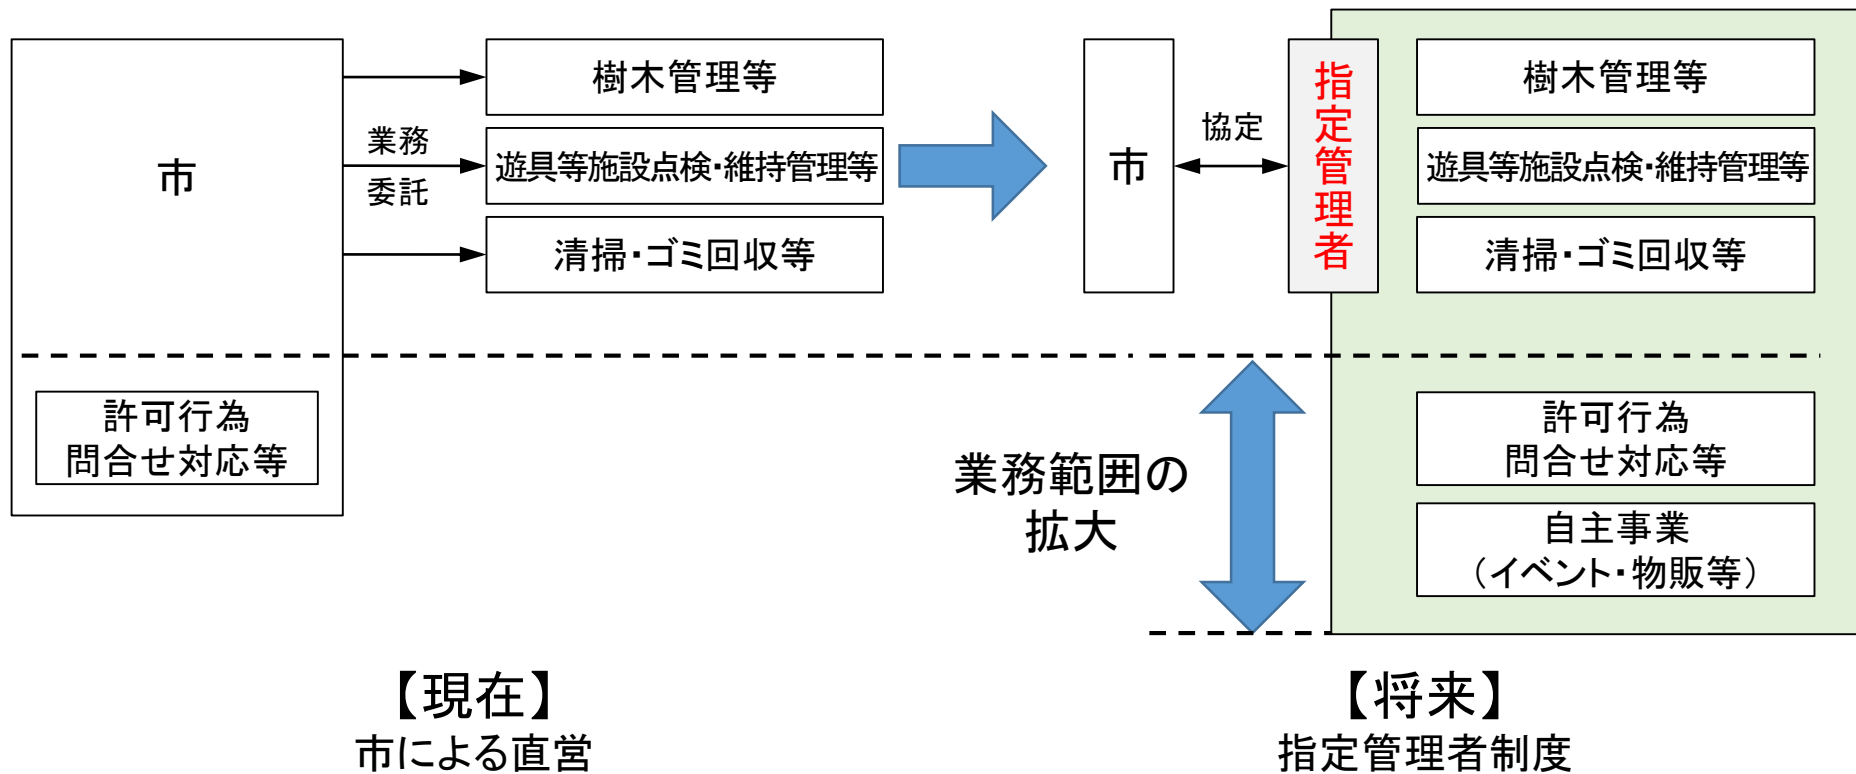 市
業務
委託
樹木管理等
遊具等施設点検・維持管理等
清掃・ゴミ回収等
許可行為
問合せ対応等
市
協定
指定管理者
樹木管理等
遊具等施設点検・維持管理等
清掃・ゴミ回収等
業務範囲の
拡大
許可行為
問合せ対応等
自主事業
（イベント・物販等）
【現在】
市による直営
【将来】
指定管理者制度